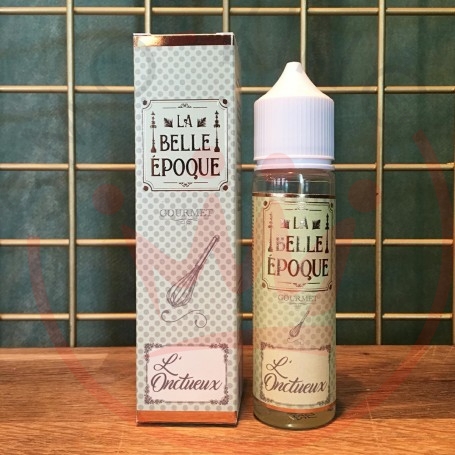 LA
BELLE
ÉPOQUE
GOURMET
L'
Onctueux
LA
BELLE
ÉPOQUE
GOURMET
L'
Onctueux